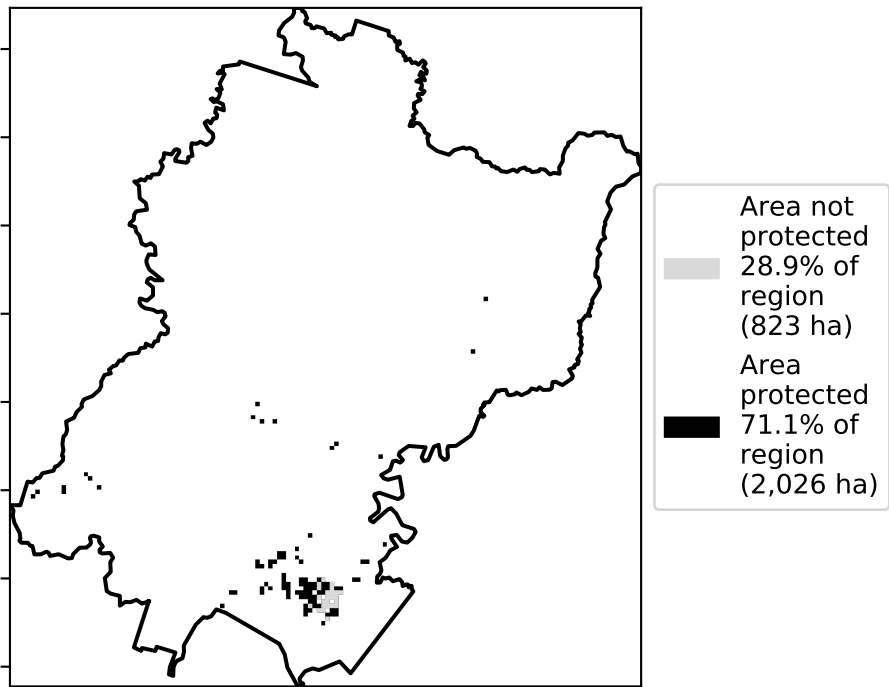 Area not
protected
28.9% of
region
(823 ha)
Area
protected
71.1% of
region
(2,026 ha)